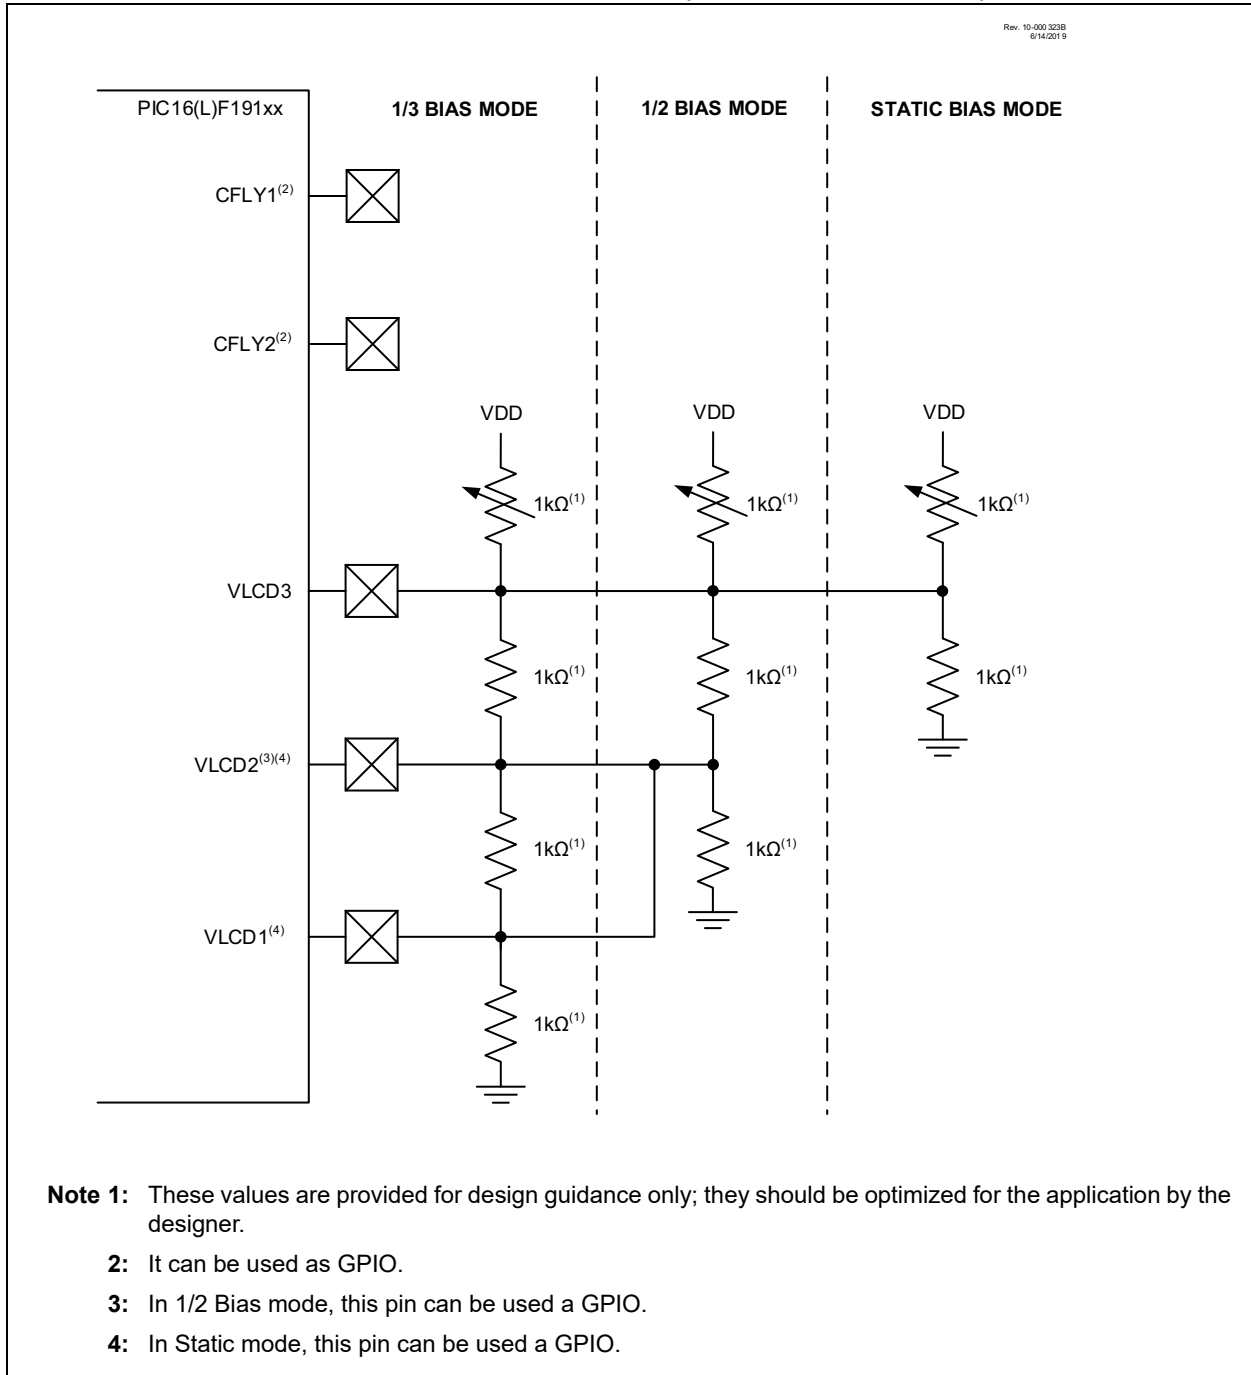 Rev. 10-000 323B
6/14/201 9
PIC16(L)F191xx
1/3 BIAS MODE
1/2 BIAS MODE
STATIC BIAS MODE
CFLY1(2)
CFLY2(2)
VDD
VDD
VDD
1kΩ(1)
1kΩ(1)
1kΩ(1)
VLCD3
1kΩ(1)
1kΩ(1)
1kΩ(1)
VLCD2(3)(4)
1kΩ(1)
1kΩ(1)
VLCD1(4)
1kΩ(1)
Note 1: These values are provided for design guidance only; they should be optimized for the application by the
designer.
2: It can be used as GPIO.
3: In 1/2 Bias mode, this pin can be used a GPIO.
4: In Static mode, this pin can be used a GPIO.